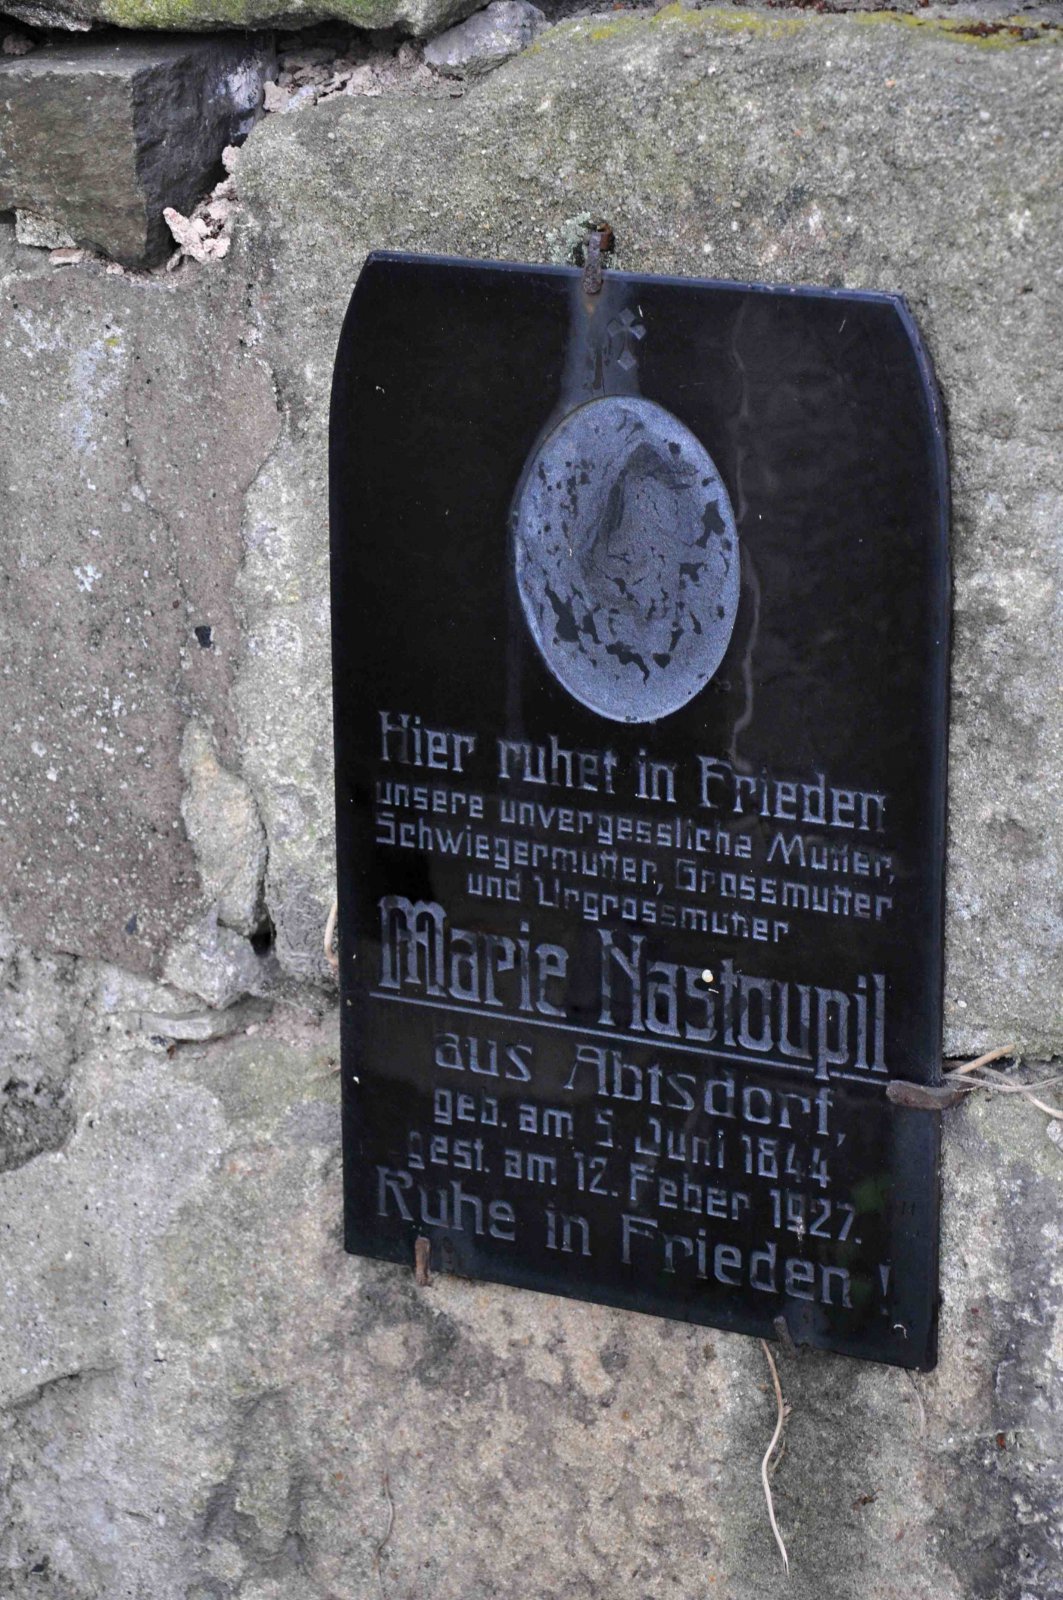 Hier ruhet in Frieden
unsere unvergessliche Mutter,
Schwiegermutter, Grossmutter
und Urgrossmutter
Marie Nastoupil
aus Abtsdorf,
geb. am 5. Juni 1844
gest. am 12. Feber 1927.
Ruhe in Frieden!